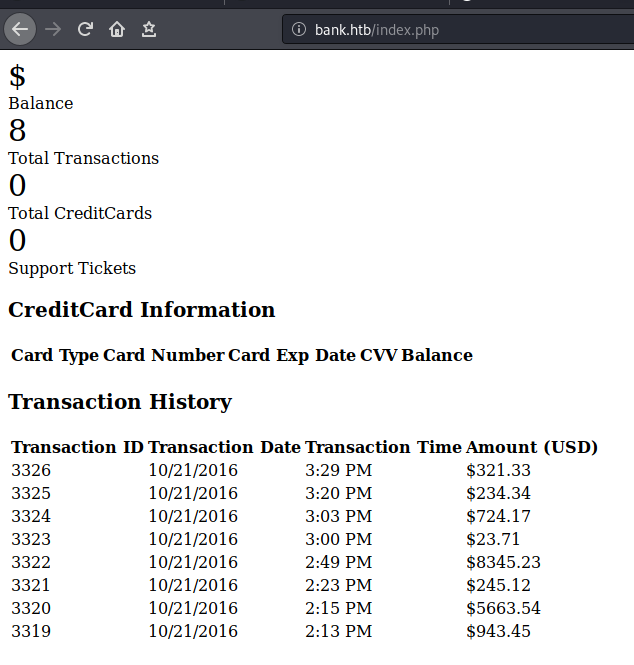 bank.htb/index.php
$
Balance
8
Total Transactions
0
Total CreditCards
0
Support Tickets
CreditCard Information
Card Type Card Number Card Exp Date CVV Balance
Transaction History
Transaction ID Transaction Date Transaction Time Amount (USD)
3326 10/21/2016 3:29 PM $321.33
3325 10/21/2016 3:20 PM $234.34
3324 10/21/2016 3:03 PM $724.17
3323 10/21/2016 3:00 PM $23.71
3322 10/21/2016 2:49 PM $8345.23
3321 10/21/2016 2:23 PM $245.12
3320 10/21/2016 2:15 PM $5663.54
3319 10/21/2016 2:13 PM $943.45